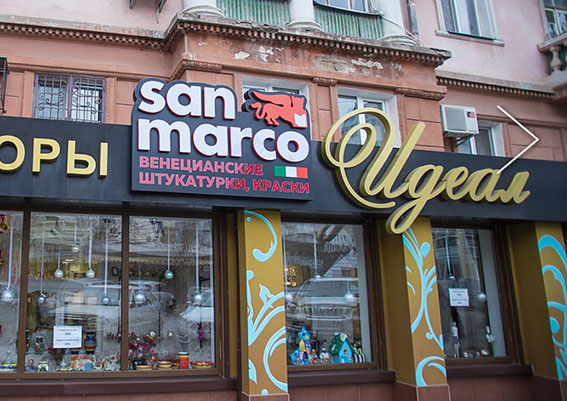 ОРЫ
san
marco
ВЕНЕЦИАНСКИЕ
ШТУКАТУРКИ, КРАСКИ
Идеал